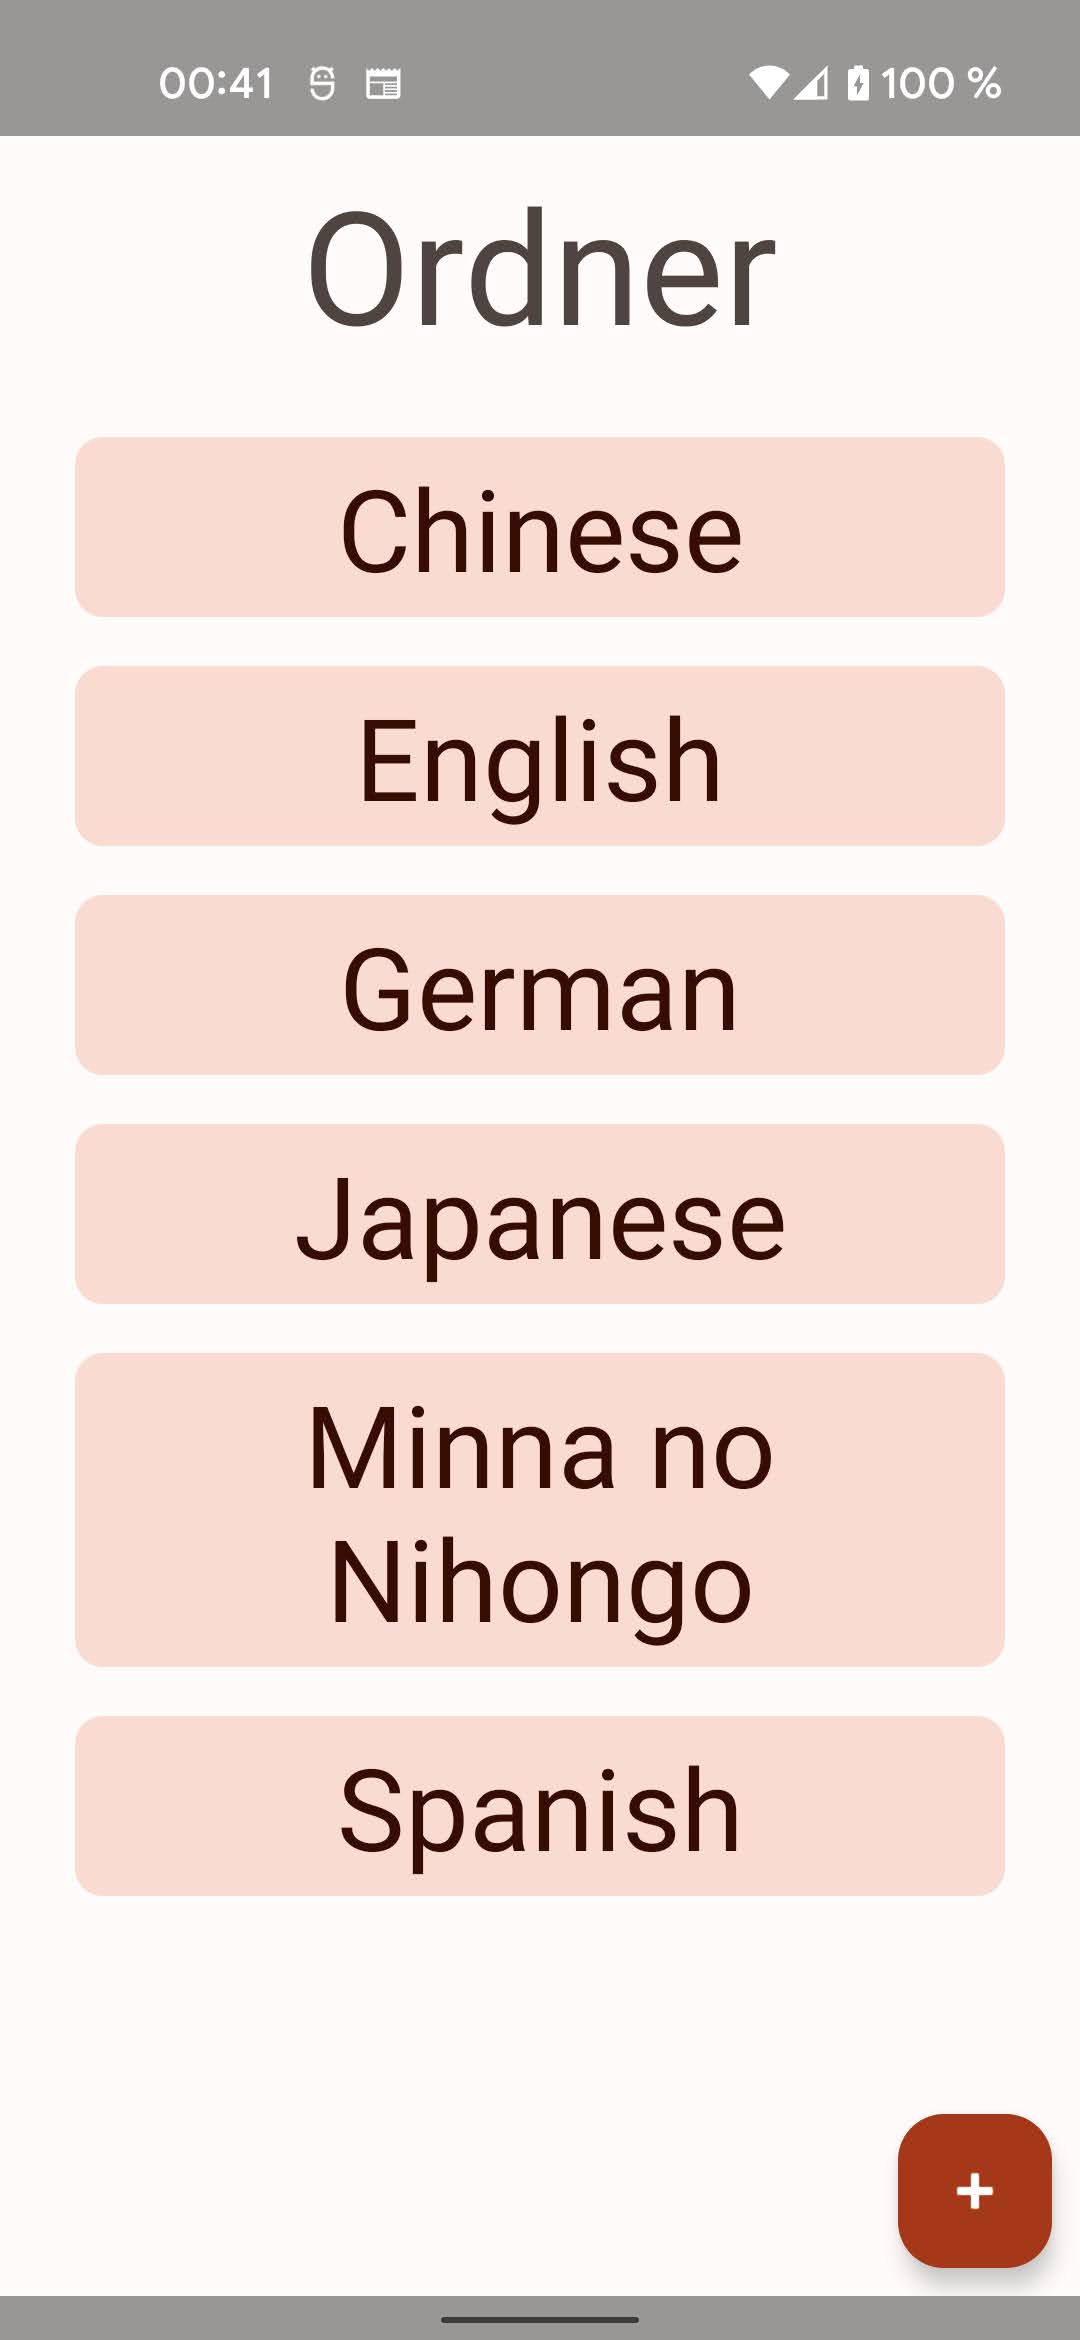 00:41 100 %
Ordner
Chinese
English
German
Japanese
Minna no
Nihongo
Spanish